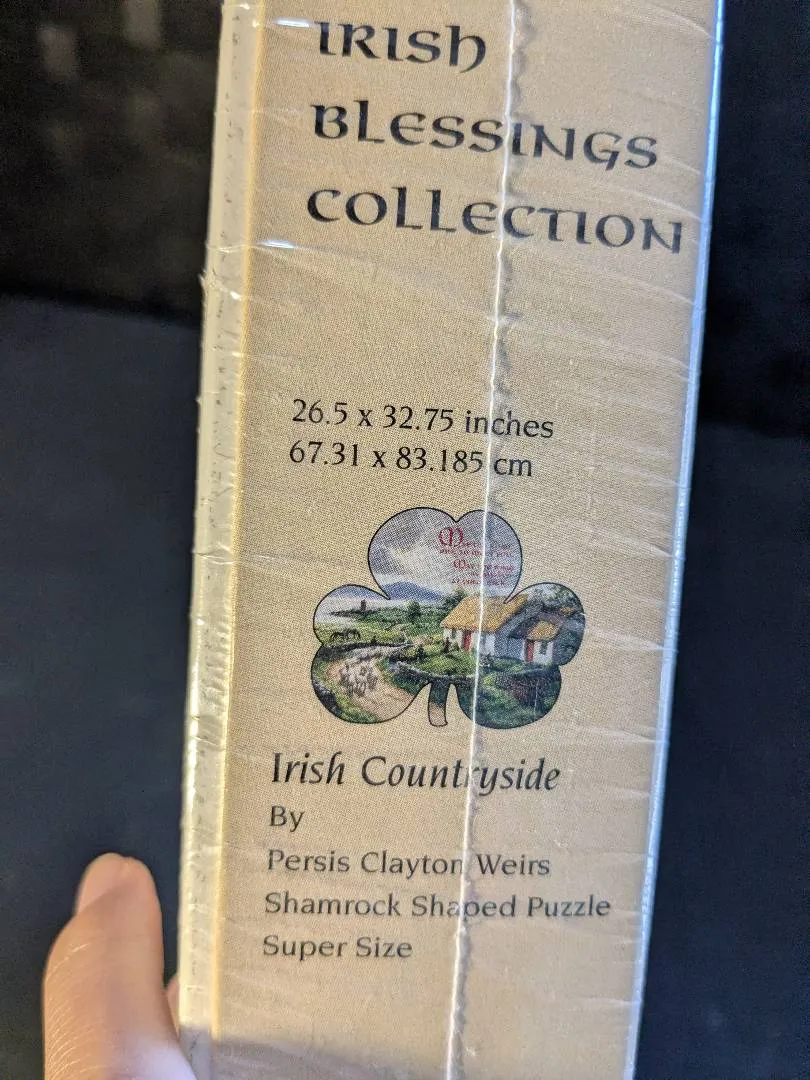 IRISH
BLESSINGS
COLLECTION
26.5 x 32.75 inches
67.31 x 83.185 cm
Irish Countryside
By
Persis Clayton Weirs
Shamrock Shaped Puzzle
Super Size